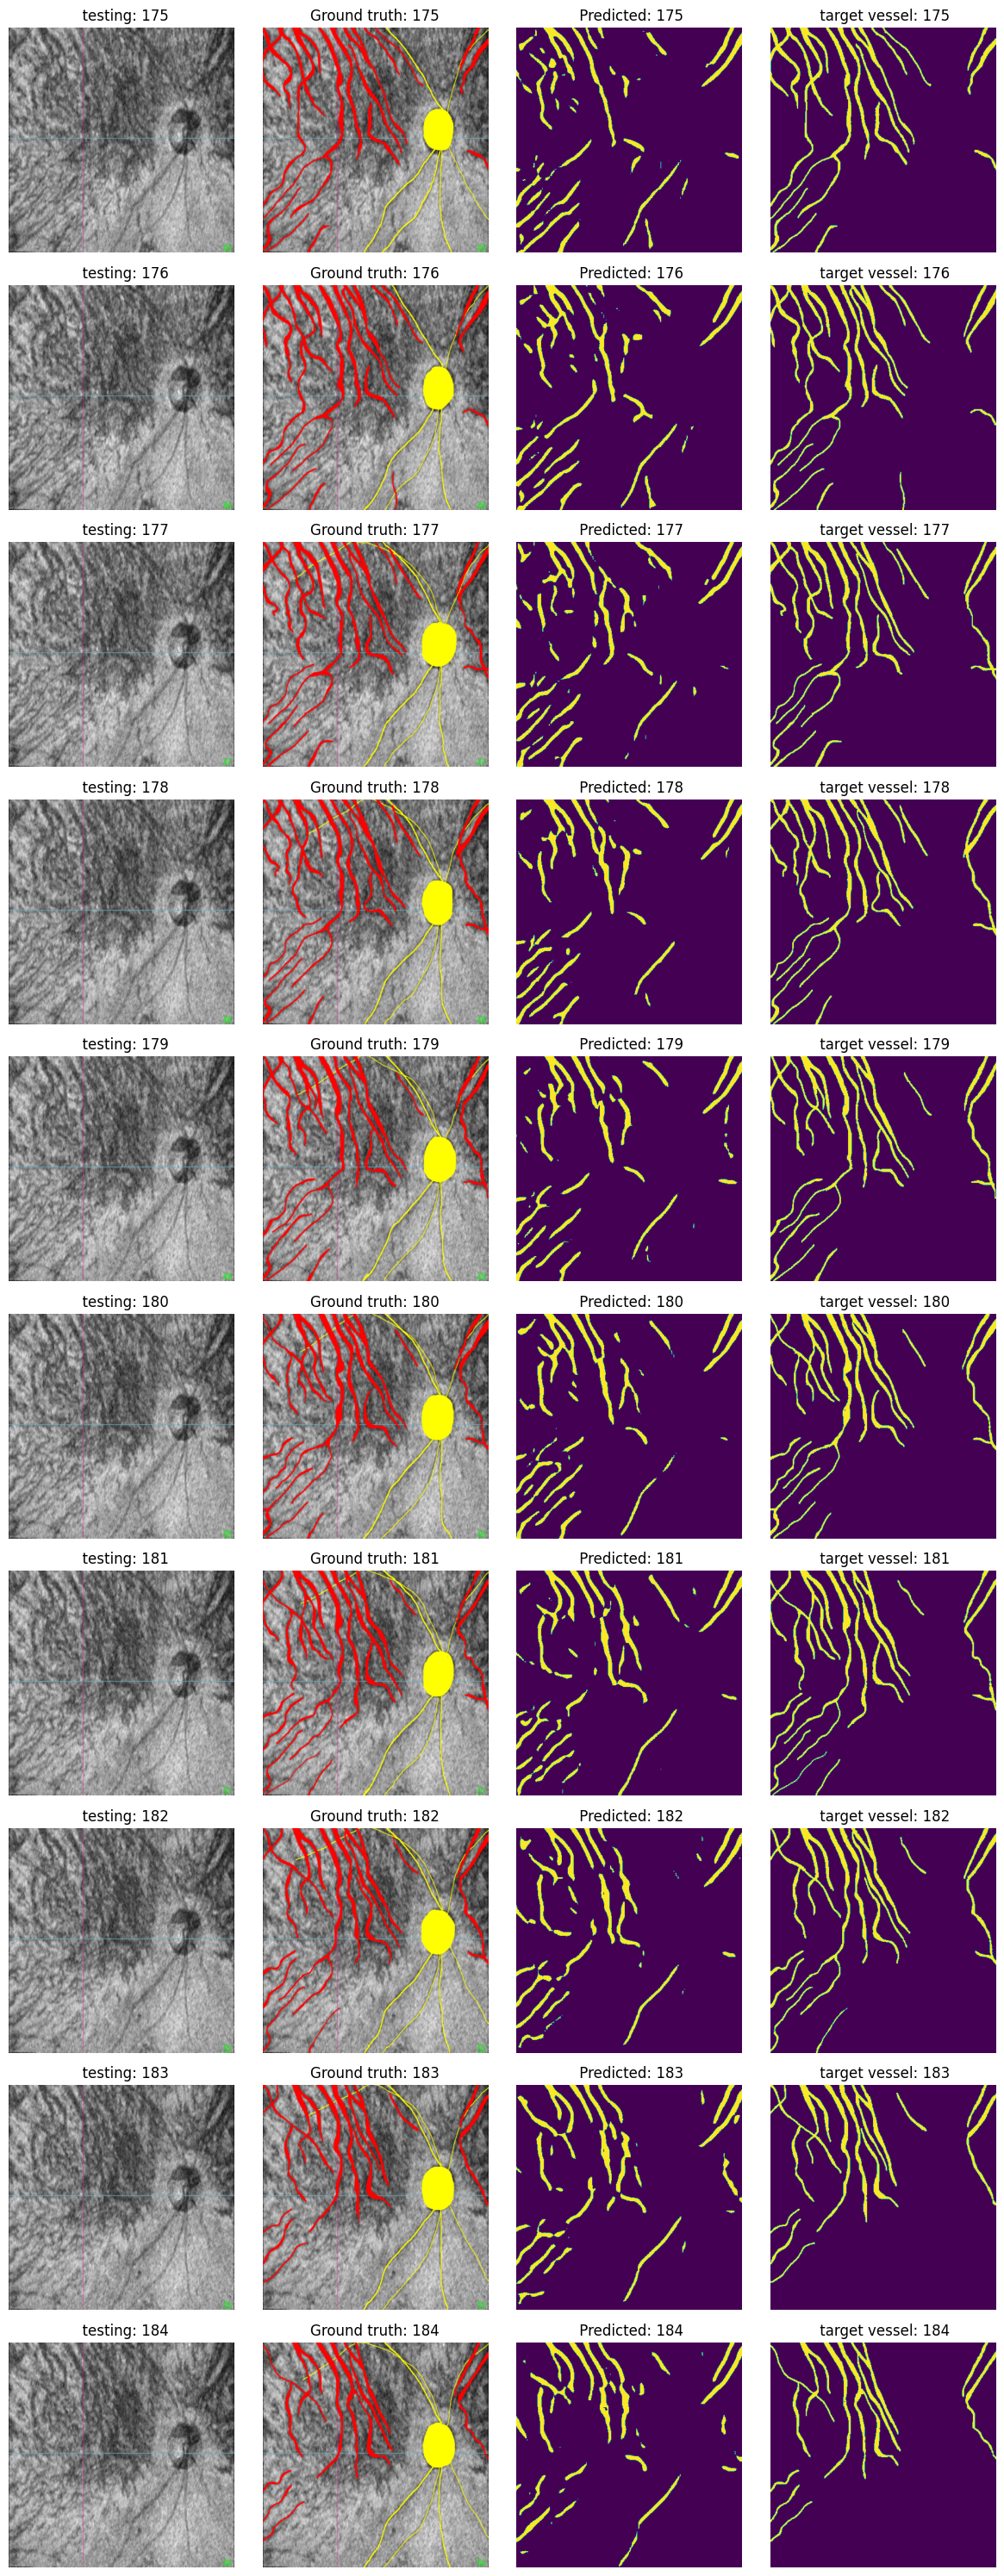 testing: 175 Ground truth: 175 Predicted: 175 target vessel: 175
testing: 176 Ground truth: 176 Predicted: 176 target vessel: 176
testing: 177 Ground truth: 177 Predicted: 177 target vessel: 177
testing: 178 Ground truth: 178 Predicted: 178 target vessel: 178
testing: 179 Ground truth: 179 Predicted: 179 target vessel: 179
testing: 180 Ground truth: 180 Predicted: 180 target vessel: 180
testing: 181 Ground truth: 181 Predicted: 181 target vessel: 181
testing: 182 Ground truth: 182 Predicted: 182 target vessel: 182
testing: 183 Ground truth: 183 Predicted: 183 target vessel: 183
testing: 184 Ground truth: 184 Predicted: 184 target vessel: 184